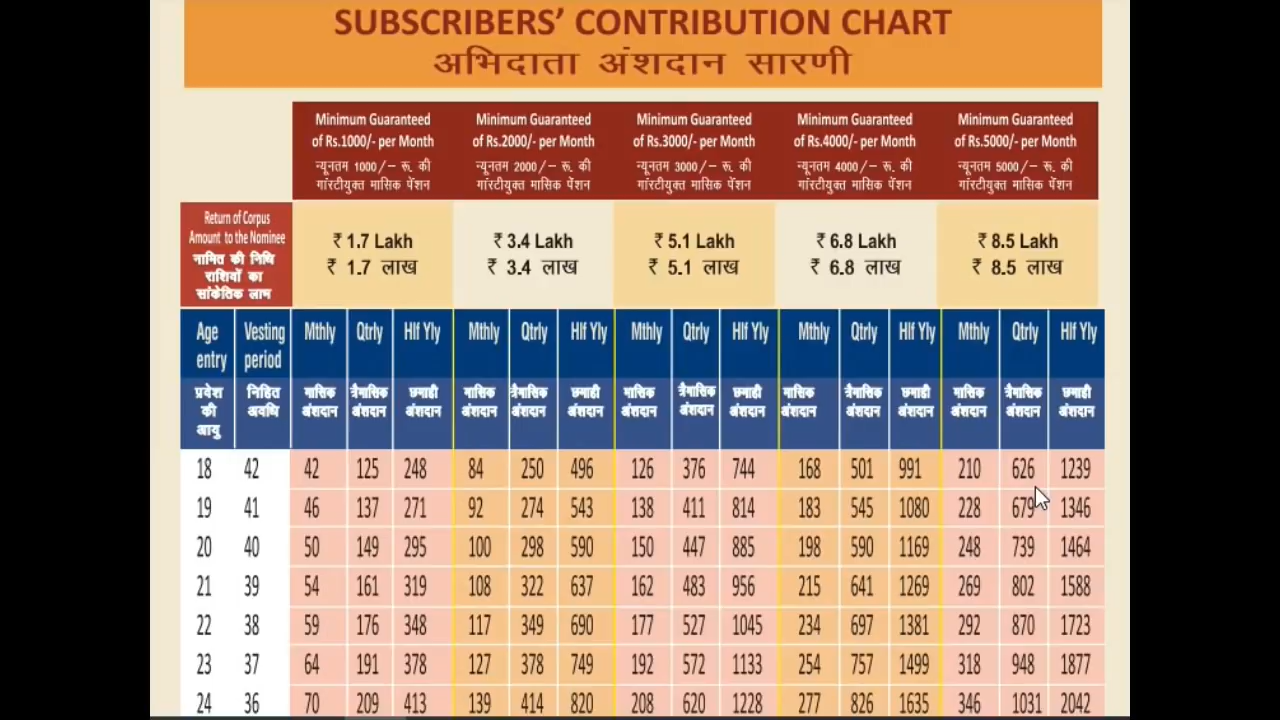 SUBSCRIBERS' CONTRIBUTION CHART
अभिदाता अंशदान सारणी
Minimum Guaranteed Minimum Guaranteed Minimum Guaranteed Minimum Guaranteed Minimum Guaranteed
of Rs.1000/- per Month of Rs.2000/- per Month of Rs.3000/- per Month of Rs.4000/- per Month of Rs.5000/- per Month
न्यूनतम 1000/– रू. की न्यूनतम 2000/– रू. की न्यूनतम 3000/– रू. की न्यूनतम 4000/– रू. की न्यूनतम 5000/– रू. की
गांरटीयुक्त मासिक पेंशन गांरटीयुक्त मासिक पेंशन गांरटीयुक्त मासिक पेंशन गांरटीयुक्त मासिक पेंशन गांरटीयुक्त मासिक पेंशन
Return of Corpus
Amount to the Nominee
नामित की निधि
राशियों का
सांकेतिक लाभ
₹ 1.7 Lakh ₹ 3.4 Lakh ₹ 5.1 Lakh ₹ 6.8 Lakh ₹ 8.5 Lakh
₹ 1.7 लाख ₹ 3.4 लाख ₹ 5.1 लाख ₹ 6.8 लाख ₹ 8.5 लाख
Age Vesting Mthly Qtrly Hlf Yly Mthly Qtrly Hlf Yly Mthly Qtrly Hlf Yly Mthly Qtrly Hlf Yly Mthly Qtrly Hlf Yly
entry period
प्रवेश निहित मासिक त्रैमासिक छमाही मासिक त्रैमासिक छमाही मासिक त्रैमासिक छमाही मासिक त्रैमासिक छमाही मासिक त्रैमासिक छमाही
की अवधि अंशदान अंशदान अंशदान अंशदान अंशदान अंशदान अंशदान अंशदान अंशदान अंशदान अंशदान अंशदान अंशदान अंशदान अंशदान
आयु
18 42 42 125 248 84 250 496 126 376 744 168 501 991 210 626 1239
19 41 46 137 271 92 274 543 138 411 814 183 545 1080 228 679 1346
20 40 50 149 295 100 298 590 150 447 885 198 590 1169 248 739 1464
21 39 54 161 319 108 322 637 162 483 956 215 641 1269 269 802 1588
22 38 59 176 348 117 349 690 177 527 1045 234 697 1381 292 870 1723
23 37 64 191 378 127 378 749 192 572 1133 254 757 1499 318 948 1877
24 36 70 209 413 139 414 820 208 620 1228 277 826 1635 346 1031 2042